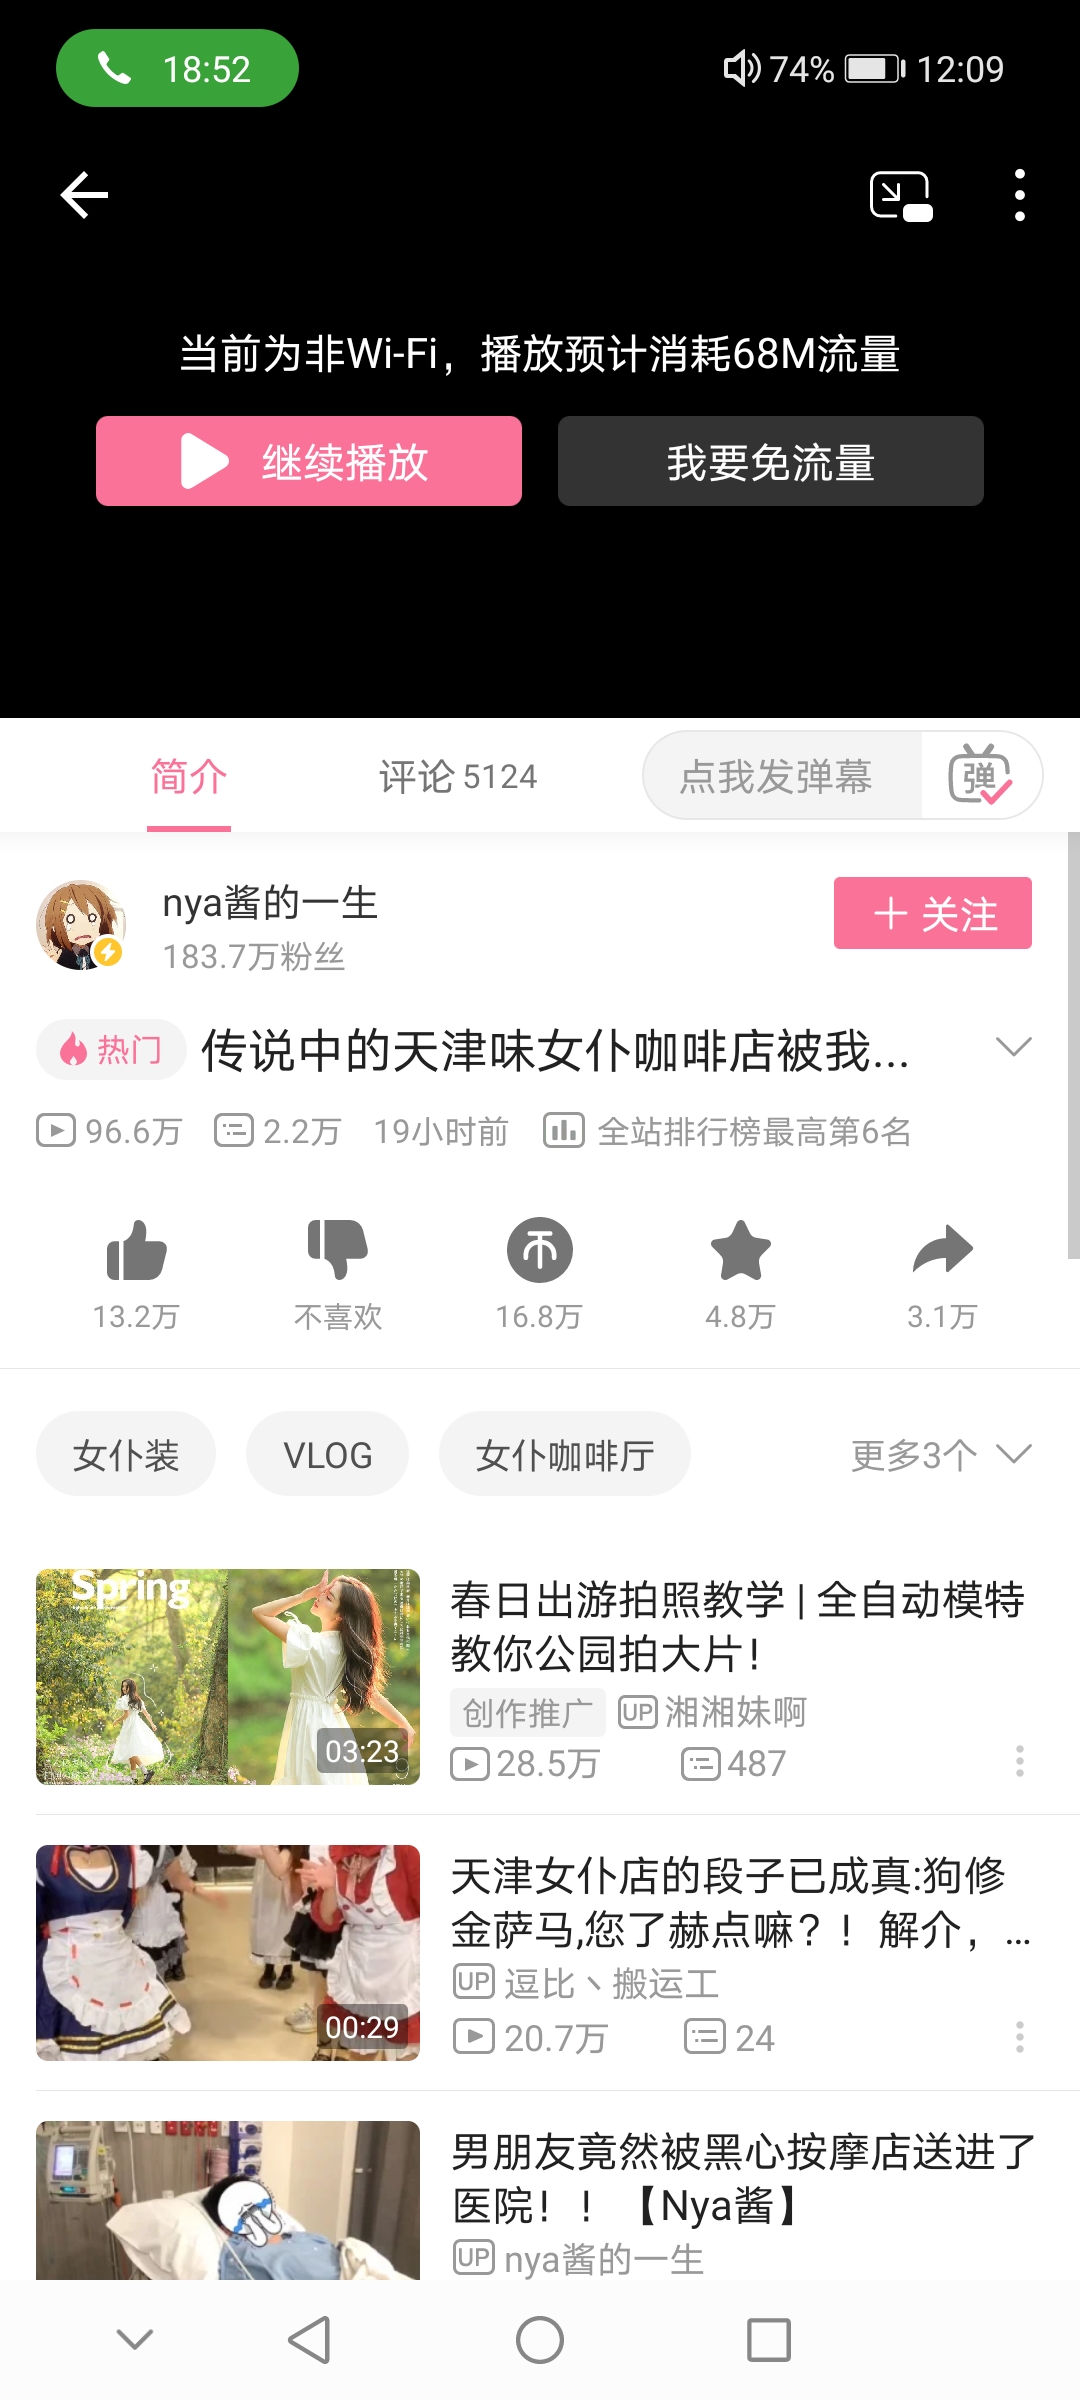 18:52
74% 12:09
当前为非Wi-Fi，播放预计消耗68M流量
继续播放
我要免流量
简介
评论 5124
点我发弹幕
弹
nya酱的一生
183.7万粉丝
关注
热门 传说中的天津味女仆咖啡店被我...
96.6万 2.2万 19小时前 全站排行榜最高第6名
13.2万 不喜欢 16.8万 4.8万 3.1万
女仆装 VLOG 女仆咖啡厅 更多3个
Spring
03:23
春日出游拍照教学 | 全自动模特
教你公园拍大片！
创作推广 UP 湘湘妹啊
28.5万 487
00:29
天津女仆店的段子已成真:狗修
金萨马,您了赫点嘛？！解介，...
UP 逗比丶搬运工
20.7万 24
男朋友竟然被黑心按摩店送进了
医院！！【Nya酱】
UP nya酱的一生